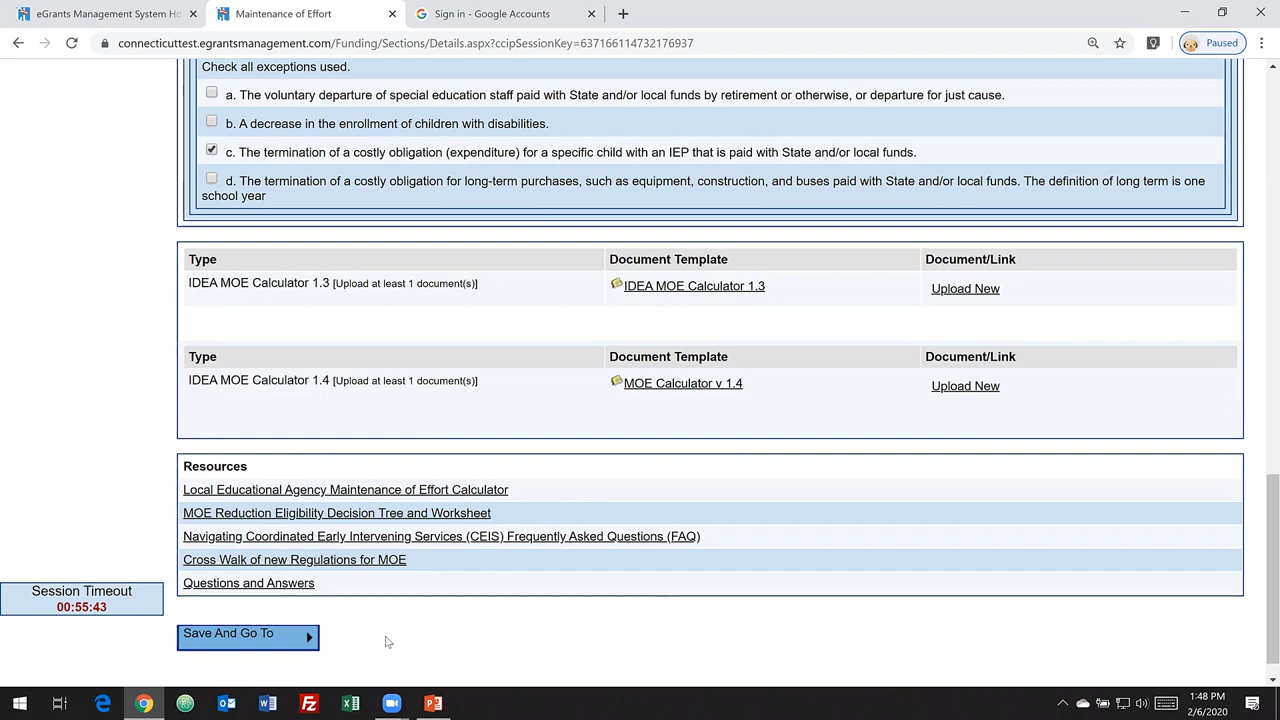 eGrants Management System Ho
Maintenance of Effort
Sign in - Google Accounts
connecticuttest.egrantsmanagement.com/Funding/Sections/Details.aspx?ccipSessionKey=637166114732176937
Paused
Check all exceptions used.
a. The voluntary departure of special education staff paid with State and/or local funds by retirement or otherwise, or departure for just cause.
b. A decrease in the enrollment of children with disabilities.
c. The termination of a costly obligation (expenditure) for a specific child with an IEP that is paid with State and/or local funds.
d. The termination of a costly obligation for long-term purchases, such as equipment, construction, and buses paid with State and/or local funds. The definition of long term is one
school year
Type Document Template Document/Link
IDEA MOE Calculator 1.3 [Upload at least 1 document(s)] IDEA MOE Calculator 1.3 Upload New
Type Document Template Document/Link
IDEA MOE Calculator 1.4 [Upload at least 1 document(s)] MOE Calculator v 1.4 Upload New
Resources
Local Educational Agency Maintenance of Effort Calculator
MOE Reduction Eligibility Decision Tree and Worksheet
Navigating Coordinated Early Intervening Services (CEIS) Frequently Asked Questions (FAQ)
Cross Walk of new Regulations for MOE
Questions and Answers
Session Timeout
00:55:43
Save And Go To
1:48 PM
2/6/2020